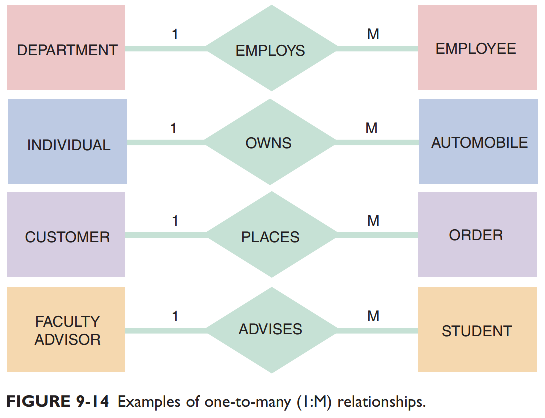 DEPARTMENT 1 EMPLOYS M EMPLOYEE
INDIVIDUAL 1 OWNS M AUTOMOBILE
CUSTOMER 1 PLACES M ORDER
FACULTY
ADVISOR 1 ADVISES M STUDENT
FIGURE 9-14 Examples of one-to-many (1:M) relationships.